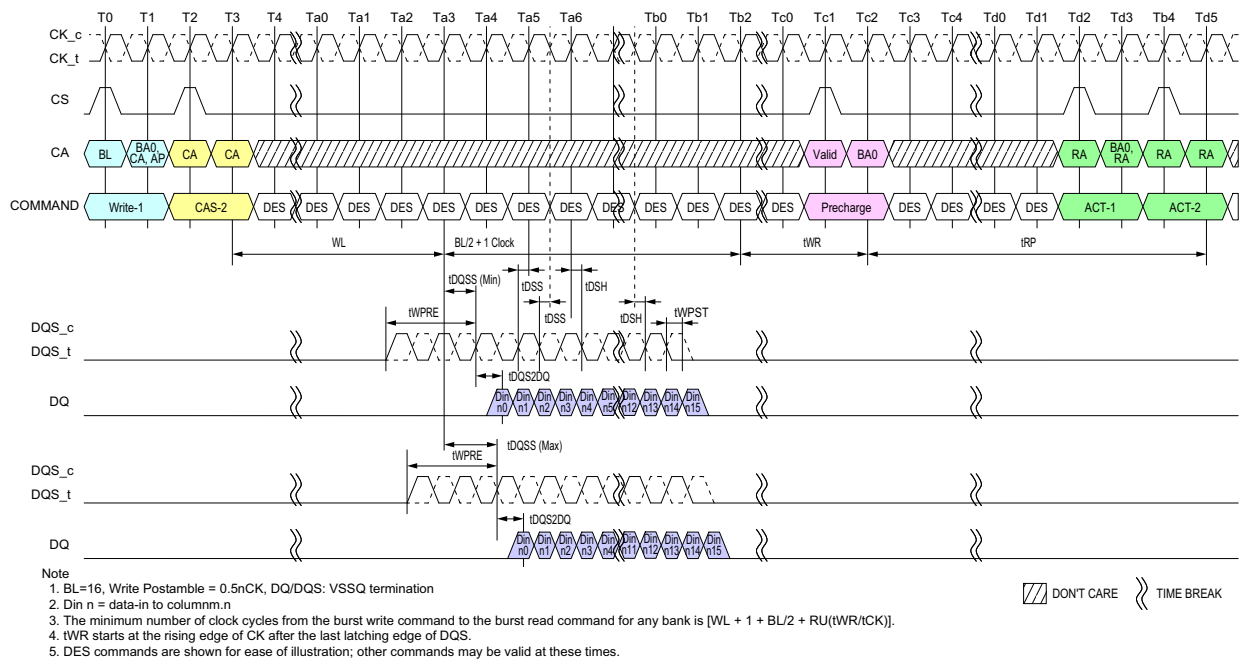 T0 T1 T2 T3 T4 Ta0 Ta1 Ta2 Ta3 Ta4 Ta5 Ta6 Tb0 Tb1 Tb2 Tc0 Tc1 Tc2 Tc3 Tc4 Td0 Td1 Td2 Td3 Tb4 Td5
CK_c
CK_t
CS
CA BL BA0, CA, AP CA CA Valid BA0 RA BA0, RA RA RA
COMMAND Write-1 CAS-2 DES DES DES DES DES DES DES DES DES DES DES DES DES Precharge DES DES DES DES ACT-1 ACT-2
WL BL/2 + 1 Clock tWR tRP
tDQSS (Min) tDSS tDSH
tWPRE tDSS tDSH tWPST
DQS_c
DQS_t
tDQS2DQ
DQ Din n0 Din n1 Din n2 Din n3 Din n4 Din n5 Din n12 Din n13 Din n14 Din n15
tDQSS (Max)
tWPRE
DQS_c
DQS_t
tDQS2DQ
DQ Din n0 Din n1 Din n2 Din n3 Din n4 Din n11 Din n12 Din n13 Din n14 Din n15
Note
1. BL=16, Write Postamble = 0.5nCK, DQ/DQS: VSSQ termination
2. Din n = data-in to columnm.n
3. The minimum number of clock cycles from the burst write command to the burst read command for any bank is [WL + 1 + BL/2 + RU(tWR/tCK)].
4. tWR starts at the rising edge of CK after the last latching edge of DQS.
5. DES commands are shown for ease of illustration; other commands may be valid at these times.
DON'T CARE TIME BREAK